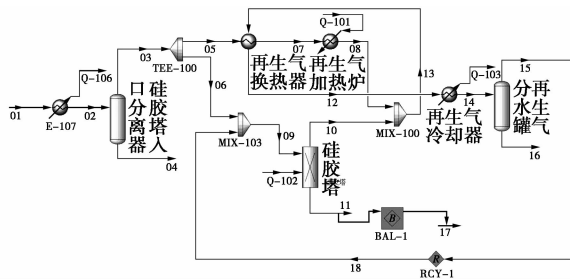 Q-101
03
05
07
08
15
TEE-100
再生气
换热器
再生气
加热炉
Q-106
13
Q-103
硅胶塔入
口分离器
06
12
14
再生气
分水罐
01
E-107
02
MIX-100
再生气
冷却器
04
MIX-103
09
10
16
硅胶塔
Q-102
11
B
BAL-1
17
18
R
RCY-1